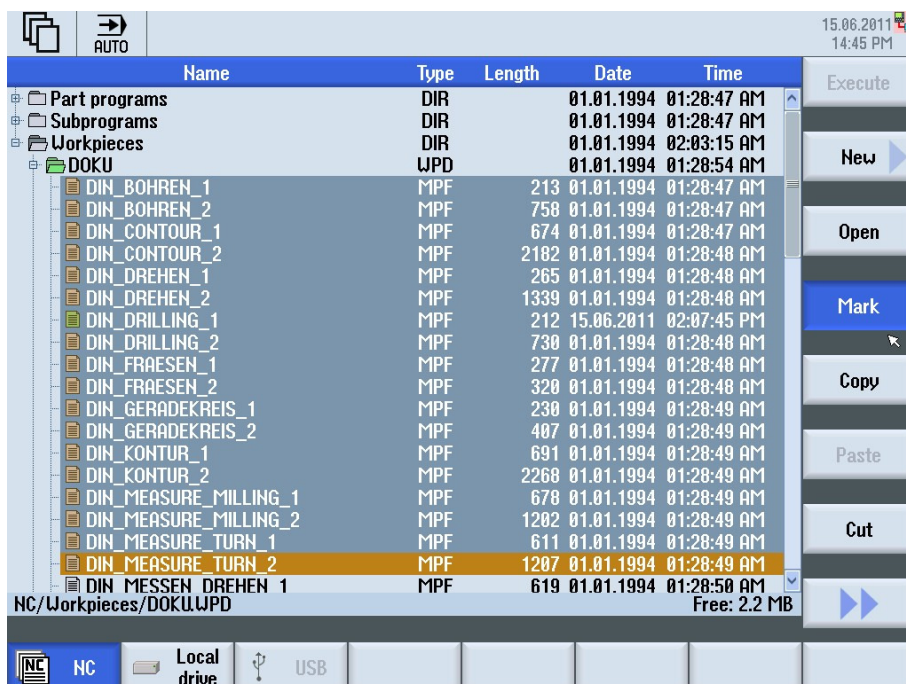 AUTO
15.06.2011
14:45 PM
Name Type Length Date Time
Part programs DIR 01.01.1994 01:28:47 AM
Subprograms DIR 01.01.1994 01:28:47 AM
Workpieces DIR 01.01.1994 02:03:15 AM
DOKU WPD 01.01.1994 01:28:54 AM
DIN_BOHREN_1 MPF 213 01.01.1994 01:28:47 AM
DIN_BOHREN_2 MPF 758 01.01.1994 01:28:47 AM
DIN_CONTOUR_1 MPF 674 01.01.1994 01:28:47 AM
DIN_CONTOUR_2 MPF 2182 01.01.1994 01:28:48 AM
DIN_DREHEN_1 MPF 265 01.01.1994 01:28:48 AM
DIN_DREHEN_2 MPF 1339 01.01.1994 01:28:48 AM
DIN_DRILLING_1 MPF 212 15.06.2011 02:07:45 PM
DIN_DRILLING_2 MPF 730 01.01.1994 01:28:48 AM
DIN_FRAESEN_1 MPF 277 01.01.1994 01:28:48 AM
DIN_FRAESEN_2 MPF 320 01.01.1994 01:28:48 AM
DIN_GERADEKREIS_1 MPF 230 01.01.1994 01:28:49 AM
DIN_GERADEKREIS_2 MPF 407 01.01.1994 01:28:49 AM
DIN_KONTUR_1 MPF 691 01.01.1994 01:28:49 AM
DIN_KONTUR_2 MPF 2268 01.01.1994 01:28:49 AM
DIN_MEASURE_MILLING_1 MPF 678 01.01.1994 01:28:49 AM
DIN_MEASURE_MILLING_2 MPF 1202 01.01.1994 01:28:49 AM
DIN_MEASURE_TURN_1 MPF 611 01.01.1994 01:28:49 AM
DIN_MEASURE_TURN_2 MPF 1207 01.01.1994 01:28:49 AM
DIN_MESSEN_DREHEN_1 MPF 619 01.01.1994 01:28:50 AM
NC/Workpieces/DOKU.WPD Free: 2.2 MB
Execute
New
Open
Mark
Copy
Paste
Cut
NC NC
Local
drive
USB